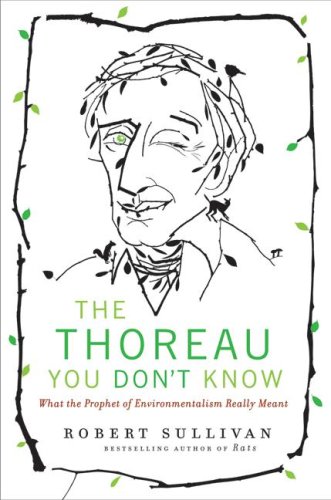 THE
THOREAU
YOU DON'T KNOW
What the Prophet of Environmentalism Really Meant
ROBERT SULLIVAN
BESTSELLING AUTHOR OF Rats